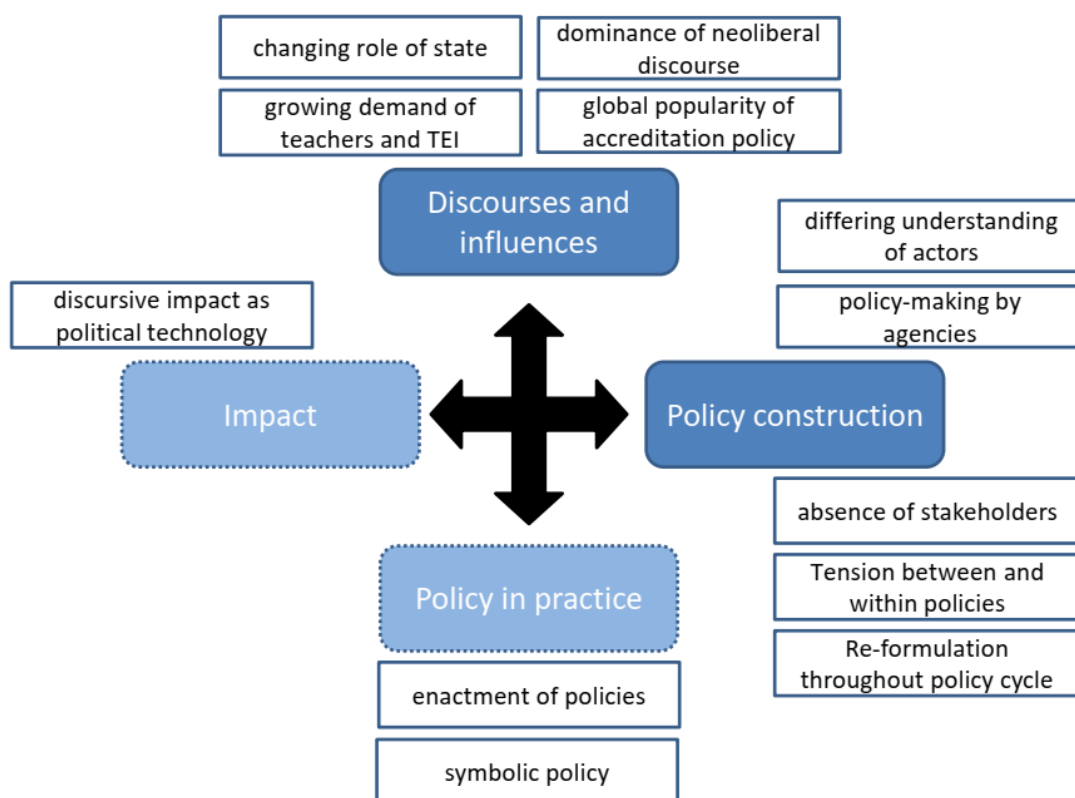 changing role of state
dominance of neoliberal
discourse
growing demand of
teachers and TEI
global popularity of
accreditation policy
Discourses and
influences
differing understanding
of actors
policy-making by
agencies
discursive impact as
political technology
Impact
Policy construction
absence of stakeholders
Tension between and
within policies
Re-formulation
throughout policy cycle
Policy in practice
enactment of policies
symbolic policy